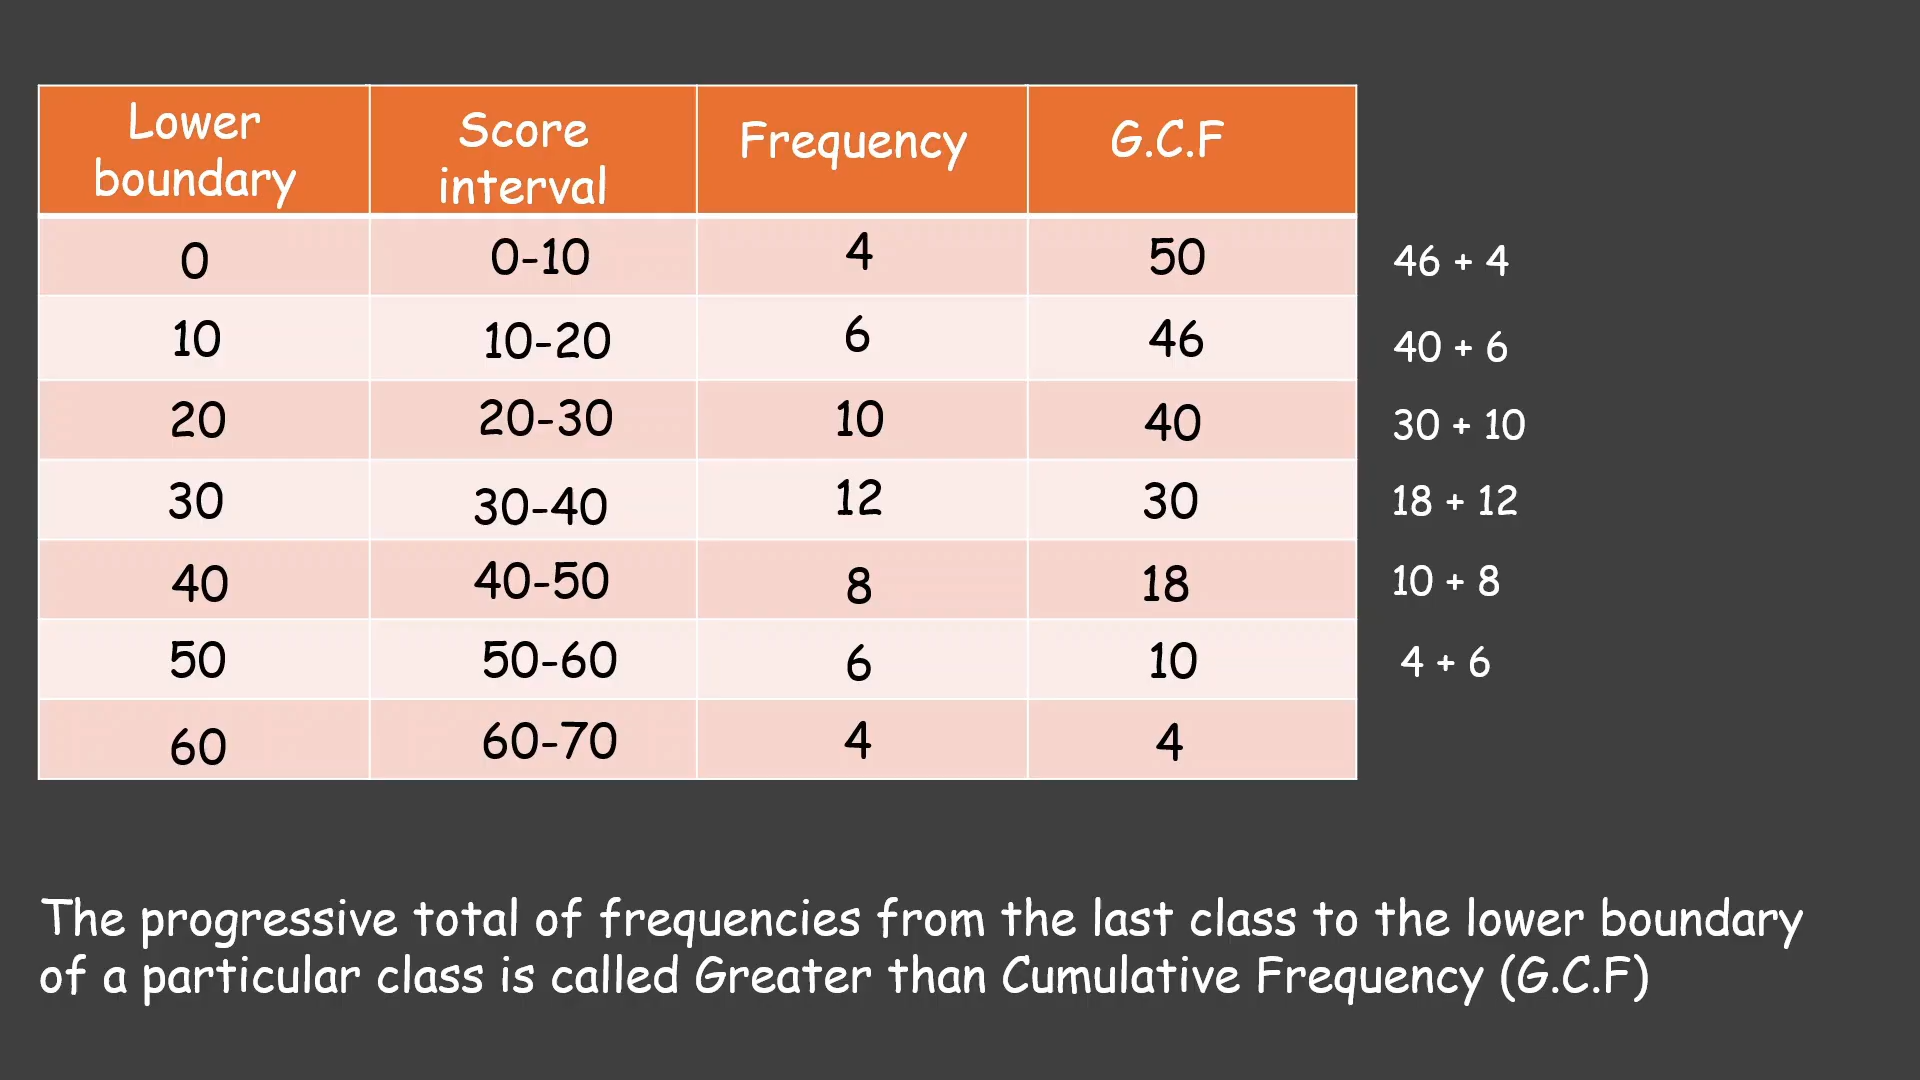 Lower boundary Score interval Frequency G.C.F
0 0-10 4 50 46 + 4
10 10-20 6 46 40 + 6
20 20-30 10 40 30 + 10
30 30-40 12 30 18 + 12
40 40-50 8 18 10 + 8
50 50-60 6 10 4 + 6
60 60-70 4 4
The progressive total of frequencies from the last class to the lower boundary
of a particular class is called Greater than Cumulative Frequency (G.C.F)